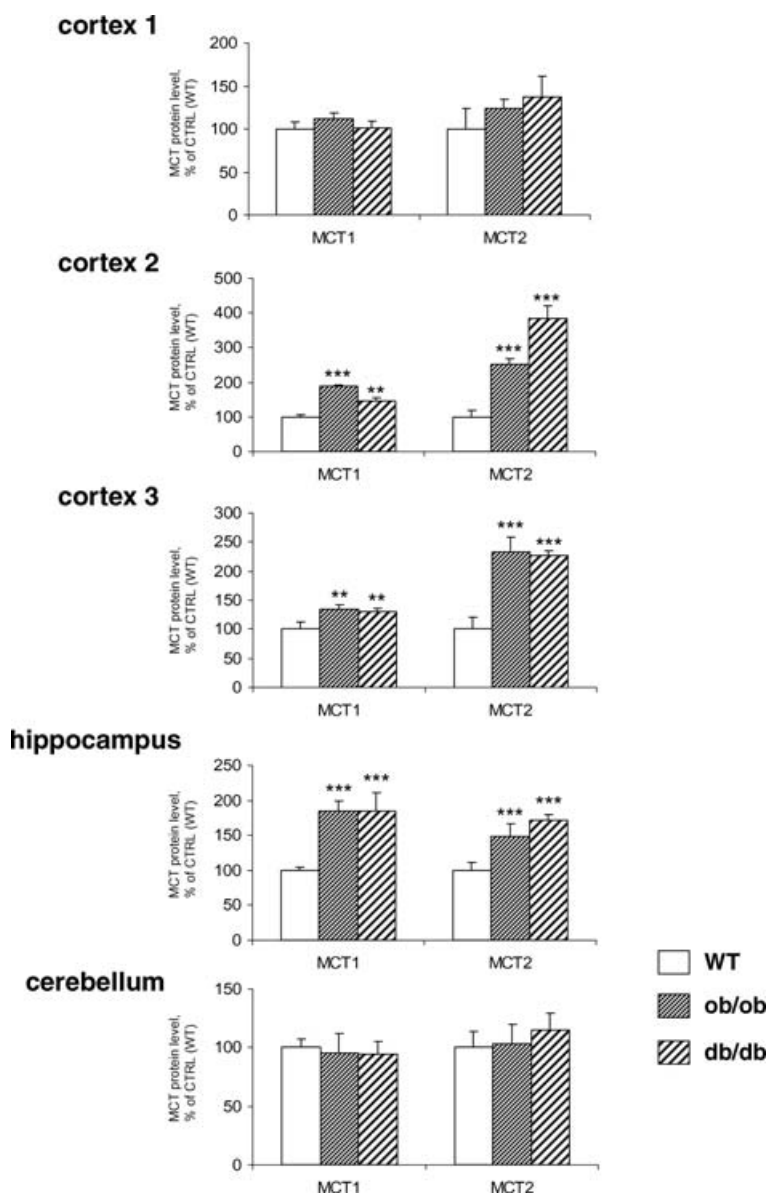 cortex 1
MCT protein level,
% of CTRL (WT)
200
150
100
50
0
MCT1 MCT2
cortex 2
MCT protein level,
% of CTRL (WT)
500
400
300
200
100
0
*** ** *** ***
MCT1 MCT2
cortex 3
MCT protein level,
% of CTRL (WT)
300
250
200
150
100
50
0
** ** *** ***
MCT1 MCT2
hippocampus
MCT protein level,
% of CTRL (WT)
250
200
150
100
50
0
*** *** *** ***
MCT1 MCT2
cerebellum
MCT protein level,
% of CTRL (WT)
150
100
50
0
MCT1 MCT2
WT
ob/ob
db/db